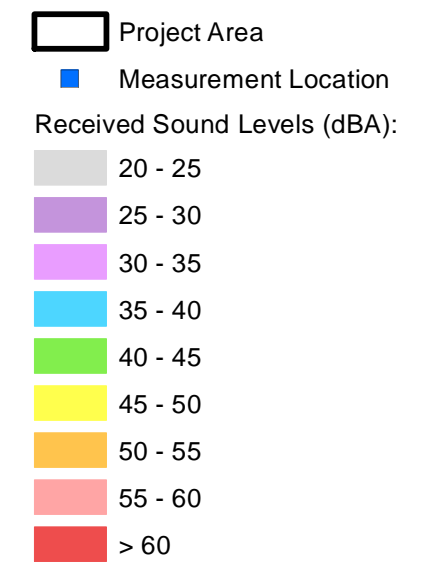 Project Area
Measurement Location
Received Sound Levels (dBA):
20 - 25
25 - 30
30 - 35
35 - 40
40 - 45
45 - 50
50 - 55
55 - 60
> 60